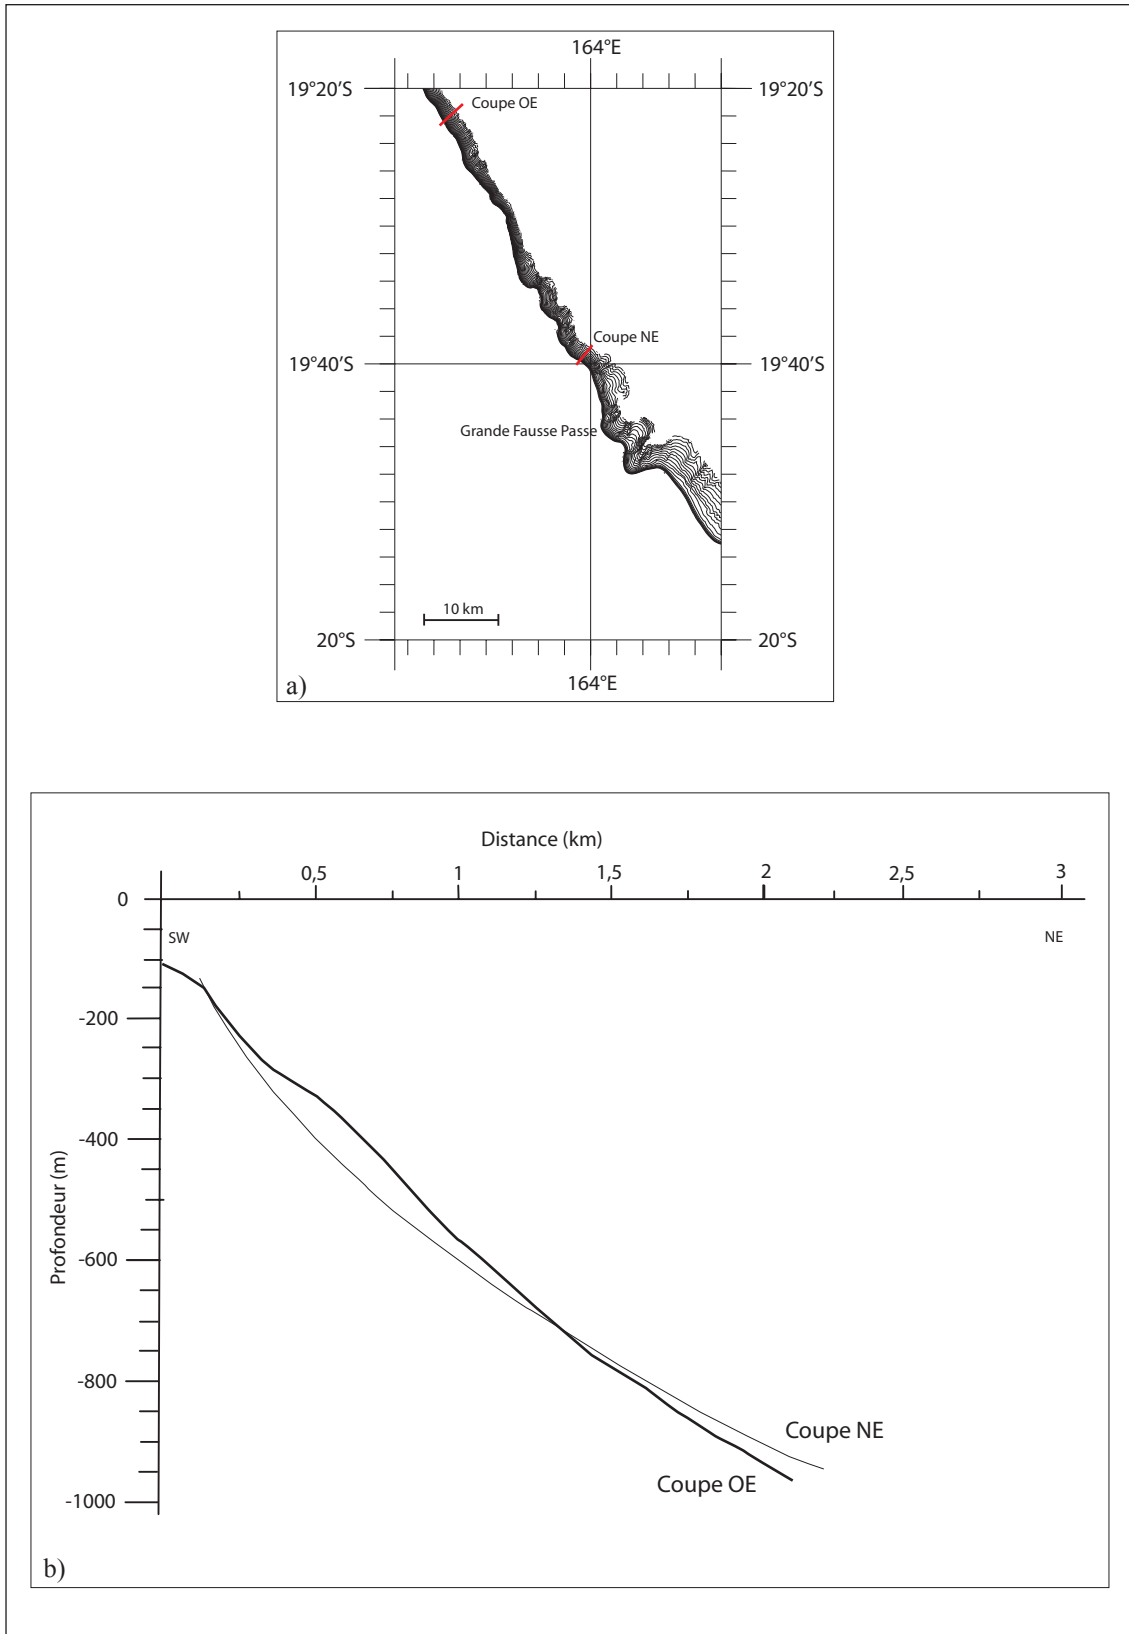 164°E
19°20'S 19°20'S
Coupe OE
Coupe NE
19°40'S 19°40'S
Grande Fausse Passe
10 km
20°S 20°S
164°E
a)
Distance (km)
0,5 1 1,5 2 2,5 3
0
SW NE
-200
-400
Profondeur (m)
-600
-800
Coupe NE
Coupe OE
-1000
b)